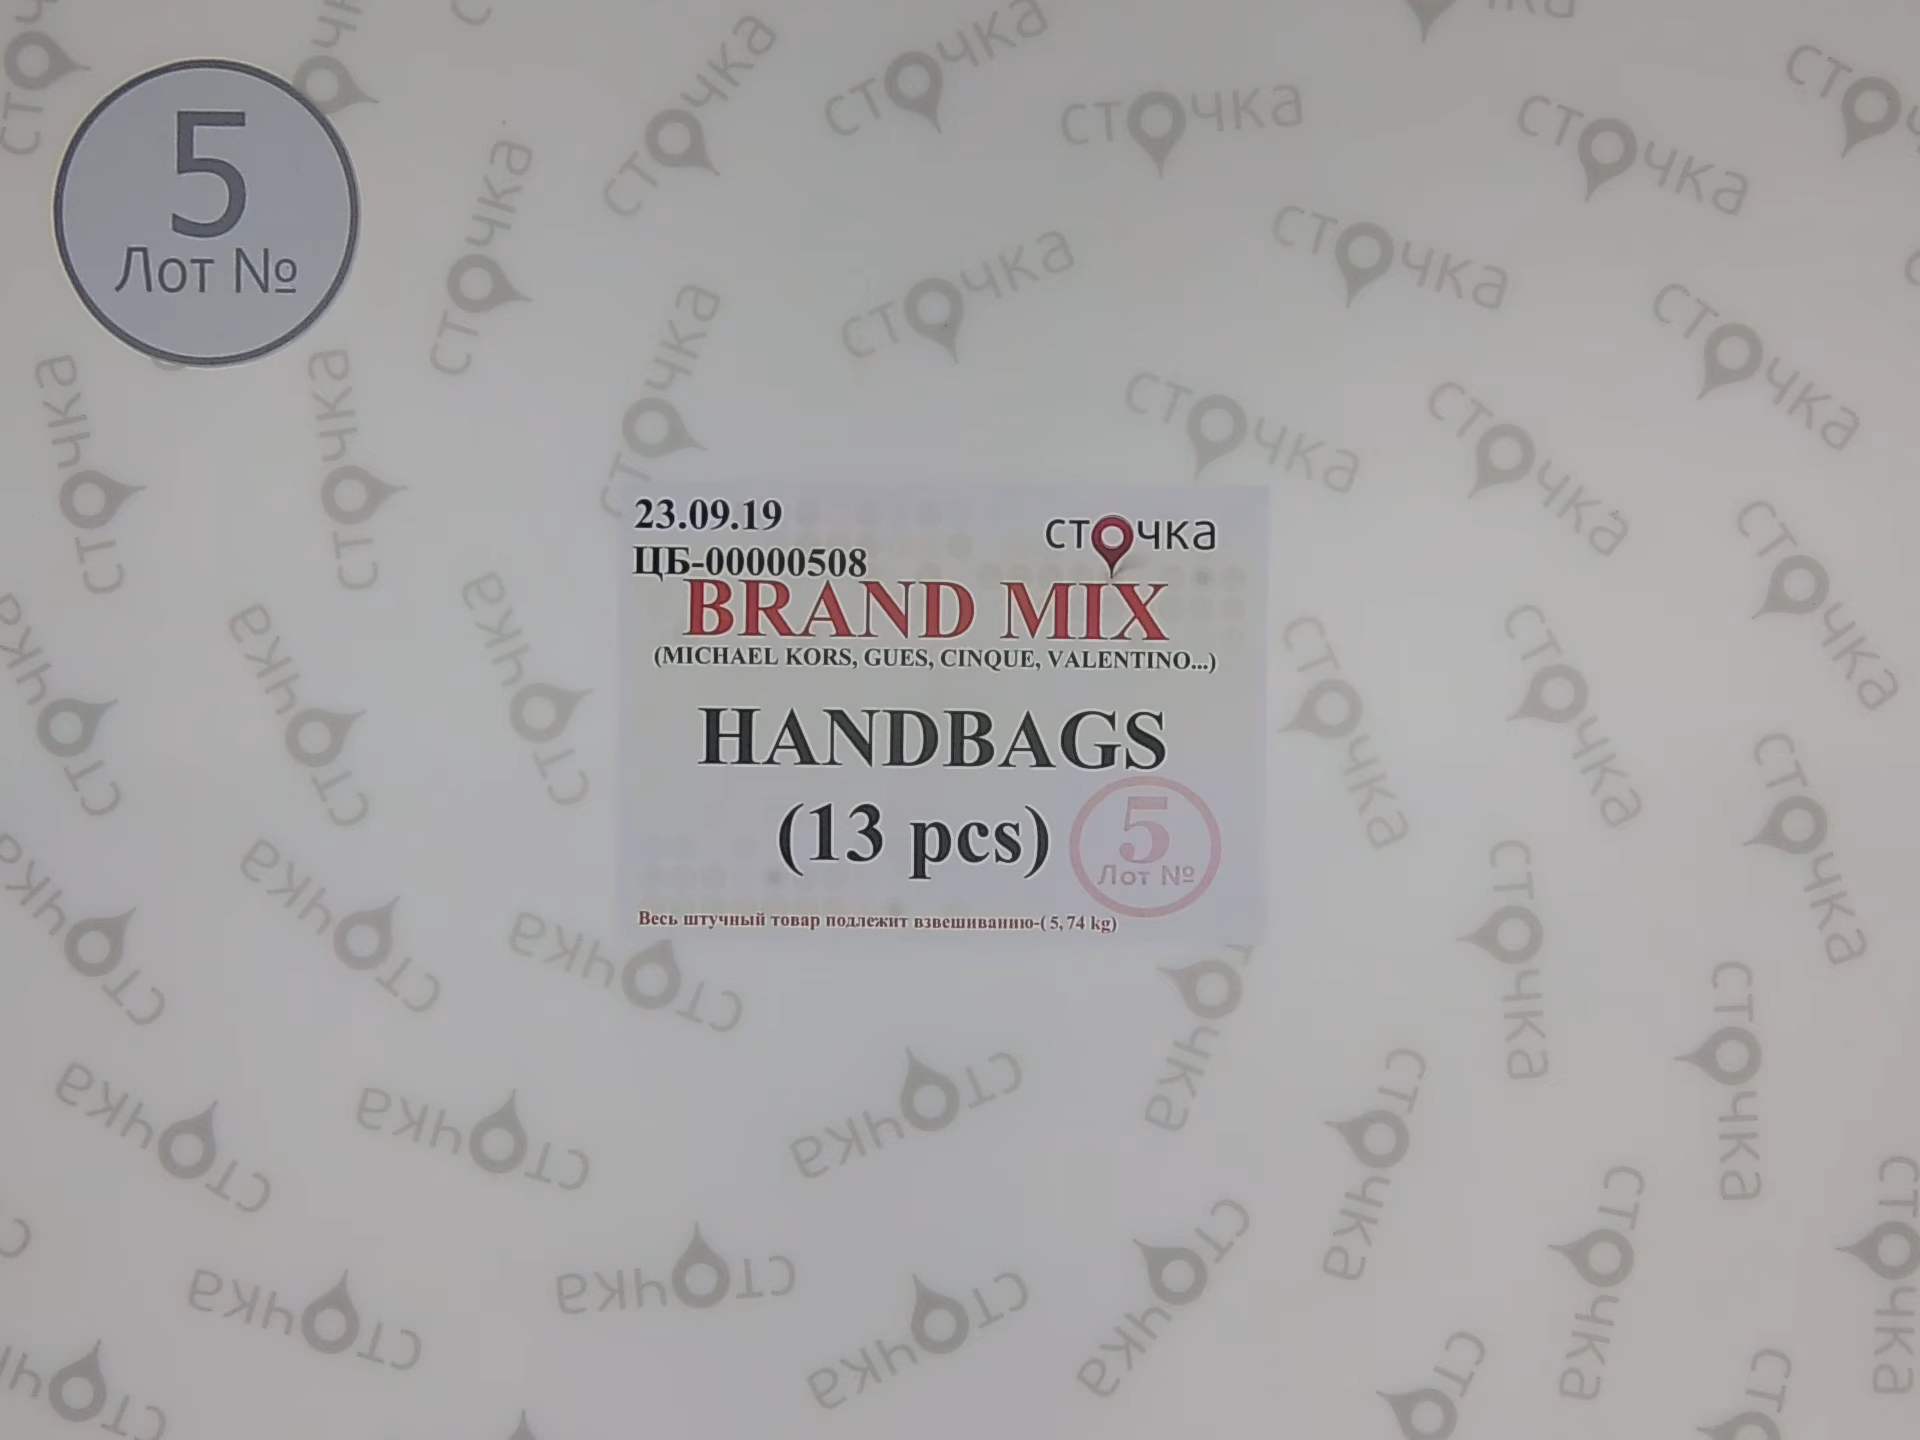 5
Лот №
23.09.19
сточка
ЦБ-00000508
BRAND MIX
(MICHAEL KORS, GUES, CINQUE, VALENTINO...)
HANDBAGS
(13 pcs)
5
Лот №
Весь штучный товар подлежит взвешиванию-( 5, 74 kg)